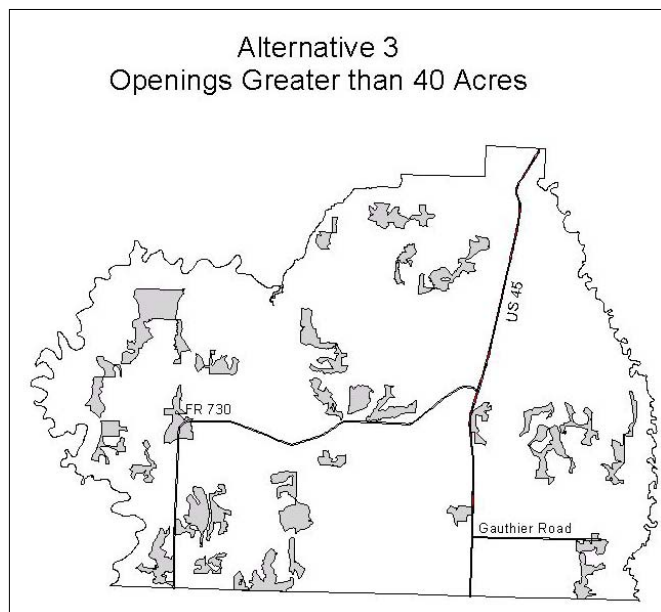 Alternative 3
Openings Greater than 40 Acres
US 45
FR 730
Gauthier Road